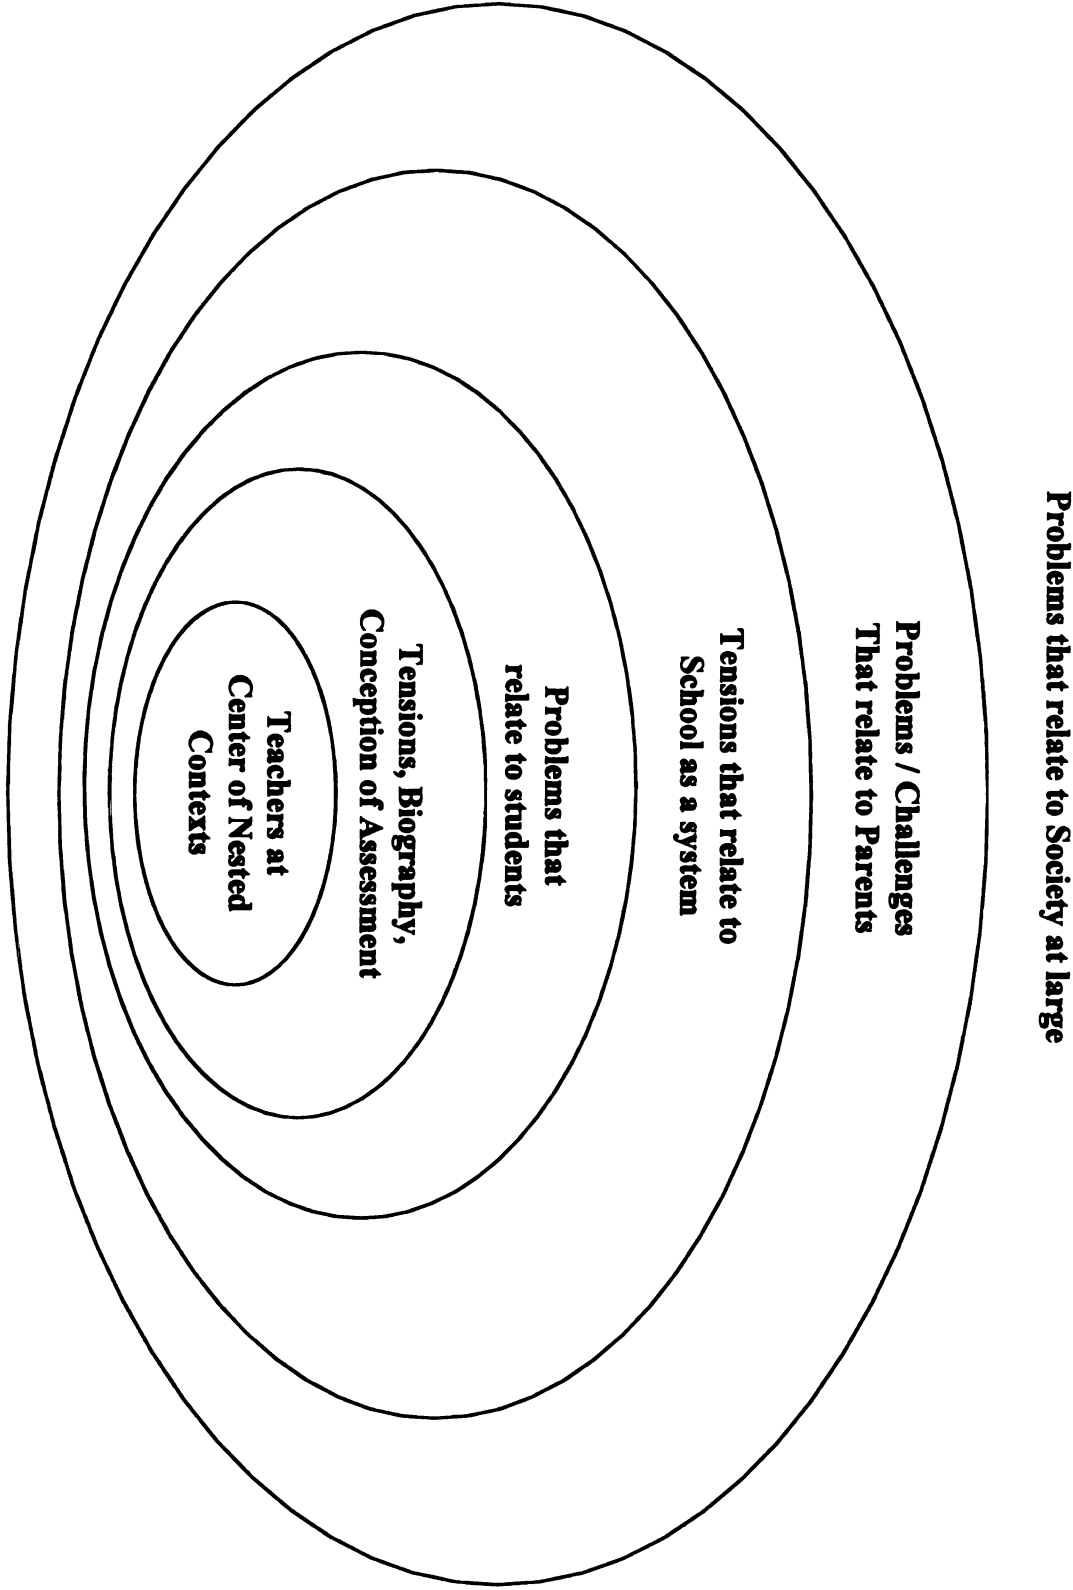 Problems that relate to Society at large
Problems / Challenges
That relate to Parents
Tensions that relate to
School as a system
Problems that
relate to students
Tensions, Biography,
Conception of Assessment
Teachers at
Center of Nested
Contexts